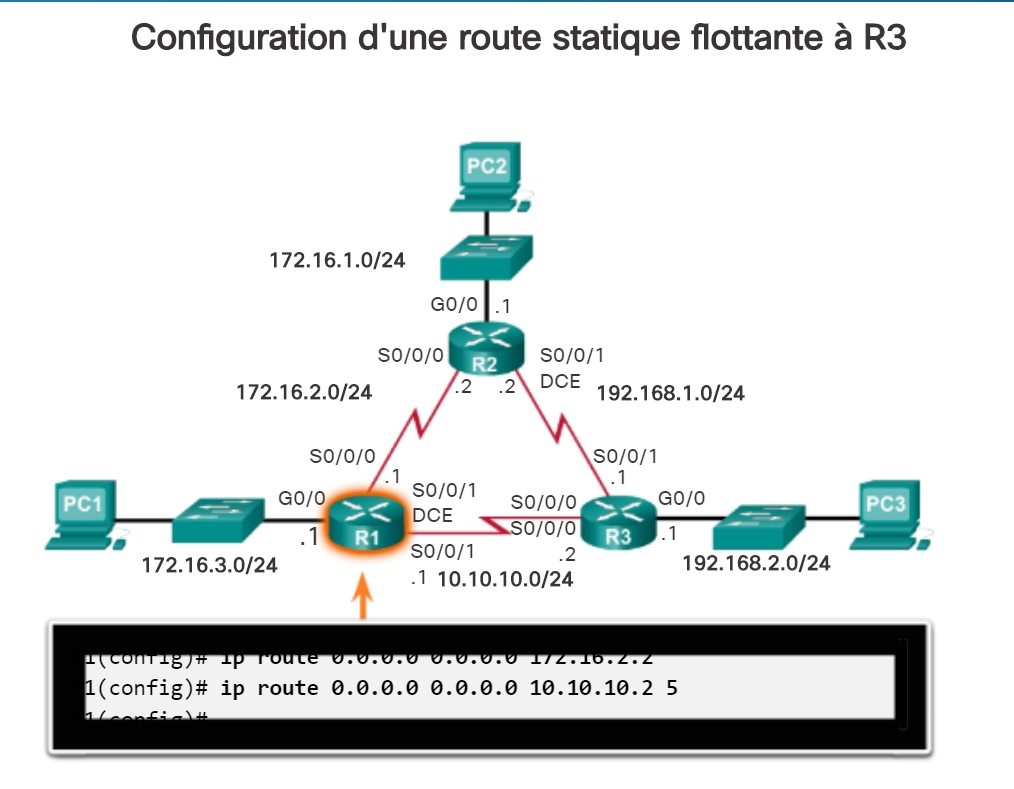 Configuration d'une route statique flottante à R3
PC2
172.16.1.0/24
G0/0 .1
S0/0/0 R2 S0/0/1
DCE
.2 .2
172.16.2.0/24 192.168.1.0/24
S0/0/0 S0/0/1
.1 .1
PC1 G0/0 S0/0/1 S0/0/0 G0/0 PC3
DCE S0/0/0
.1 R1 R3 .1
S0/0/1 .2
172.16.3.0/24 192.168.2.0/24
.1 10.10.10.0/24
1(config)# ip route 0.0.0.0 0.0.0.0 172.16.2.2
1(config)# ip route 0.0.0.0 0.0.0.0 10.10.10.2 5
1(config)#